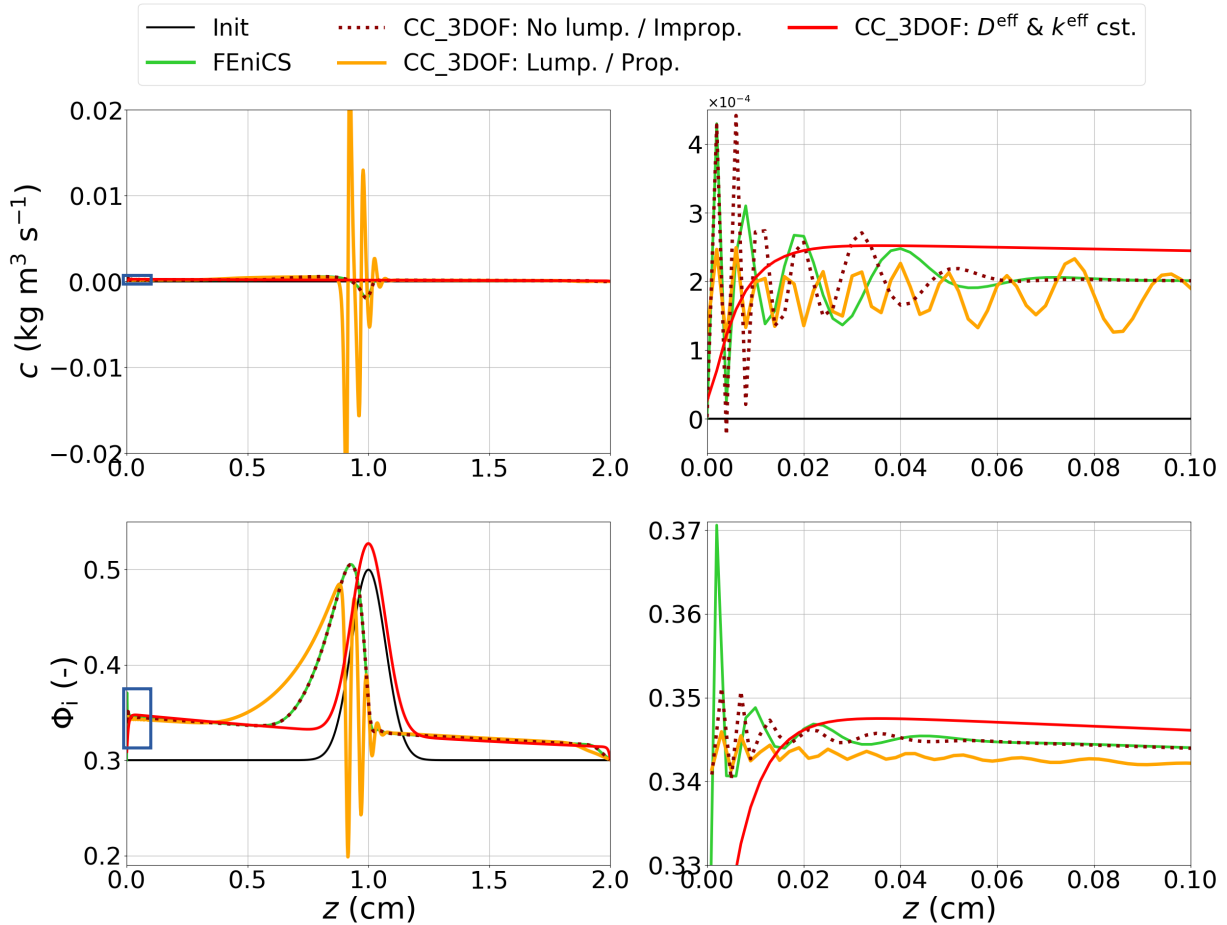 Init
FEniCS
CC_3DOF: No lump. / Improp.
CC_3DOF: Lump. / Prop.
CC_3DOF: D^eff & k^eff cst.
c (kg m³ s⁻¹)
0.02
0.01
0.00
−0.01
−0.02
0.0 0.5 1.0 1.5 2.0
×10⁻⁴
4
3
2
1
0
0.00 0.02 0.04 0.06 0.08 0.10
Φᵢ (-)
0.5
0.4
0.3
0.2
0.0 0.5 1.0 1.5 2.0
z (cm)
0.37
0.36
0.35
0.34
0.33
0.00 0.02 0.04 0.06 0.08 0.10
z (cm)